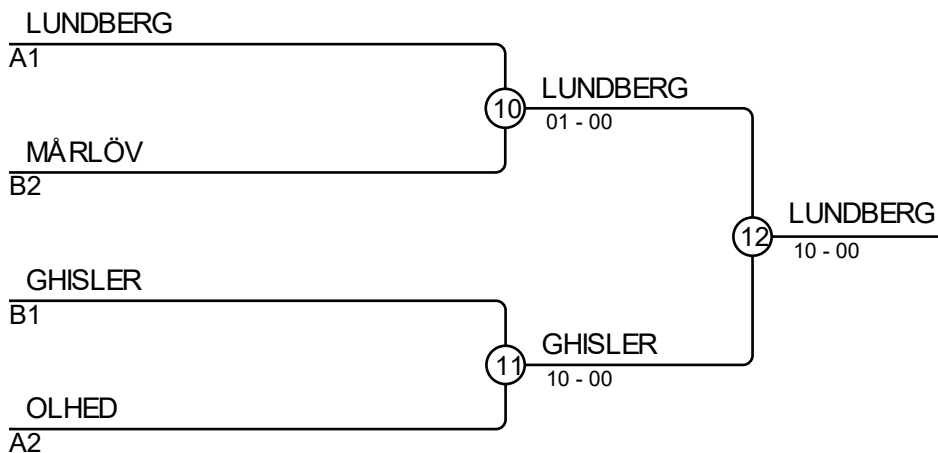 LUNDBERG
A1
10
LUNDBERG
01 - 00
MÅRLÖV
B2
12
LUNDBERG
10 - 00
GHISLER
B1
11
GHISLER
10 - 00
OLHED
A2